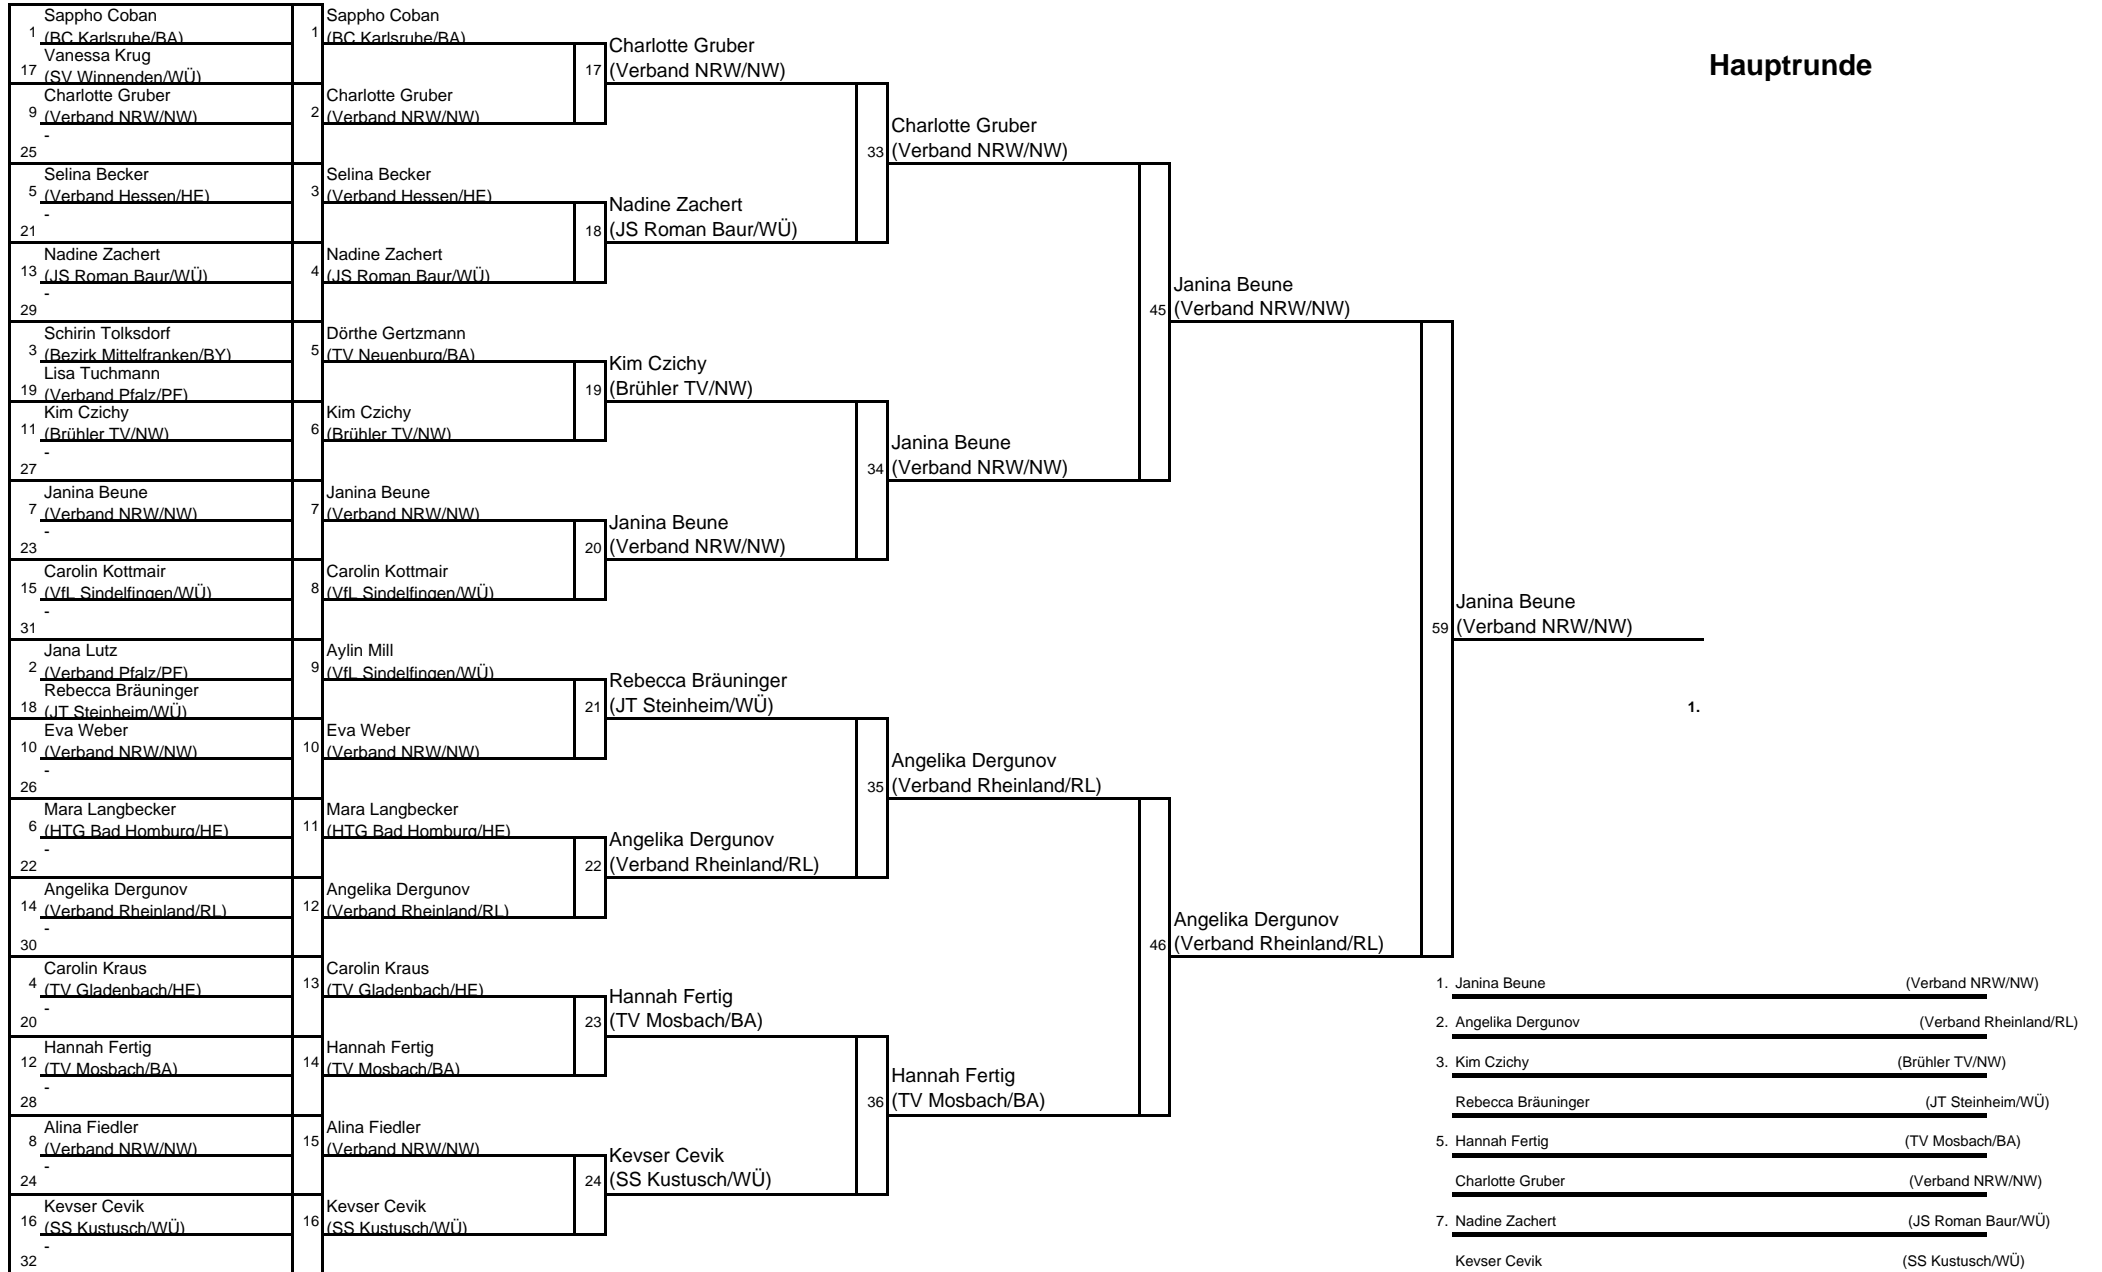 Hauptrunde
1 Sappho Coban
(BC Karlsruhe/BA)
17 Vanessa Krug
(SV Winnenden/WÜ)
9 Charlotte Gruber
(Verband NRW/NW)
25 -
5 Selina Becker
(Verband Hessen/HE)
21 -
13 Nadine Zachert
(JS Roman Baur/WÜ)
29 -
3 Schirin Tolksdorf
(Bezirk Mittelfranken/BY)
19 Lisa Tuchmann
(Verband Pfalz/PF)
11 Kim Czichy
(Brühler TV/NW)
27 -
7 Janina Beune
(Verband NRW/NW)
23 -
15 Carolin Kottmair
(VfL Sindelfingen/WÜ)
31 -
2 Jana Lutz
(Verband Pfalz/PF)
18 Rebecca Bräuninger
(JT Steinheim/WÜ)
10 Eva Weber
(Verband NRW/NW)
26 -
6 Mara Langbecker
(HTG Bad Homburg/HE)
22 -
14 Angelika Dergunov
(Verband Rheinland/RL)
30 -
4 Carolin Kraus
(TV Gladenbach/HE)
20 -
12 Hannah Fertig
(TV Mosbach/BA)
28 -
8 Alina Fiedler
(Verband NRW/NW)
24 -
16 Kevser Cevik
(SS Kustusch/WÜ)
32 -
1 Sappho Coban
(BC Karlsruhe/BA)
2 Charlotte Gruber
(Verband NRW/NW)
3 Selina Becker
(Verband Hessen/HE)
4 Nadine Zachert
(JS Roman Baur/WÜ)
5 Dörthe Gertzmann
(TV Neuenburg/BA)
6 Kim Czichy
(Brühler TV/NW)
7 Janina Beune
(Verband NRW/NW)
8 Carolin Kottmair
(VfL Sindelfingen/WÜ)
9 Aylin Mill
(VfL Sindelfingen/WÜ)
10 Eva Weber
(Verband NRW/NW)
11 Mara Langbecker
(HTG Bad Homburg/HE)
12 Angelika Dergunov
(Verband Rheinland/RL)
13 Carolin Kraus
(TV Gladenbach/HE)
14 Hannah Fertig
(TV Mosbach/BA)
15 Alina Fiedler
(Verband NRW/NW)
16 Kevser Cevik
(SS Kustusch/WÜ)
17 Charlotte Gruber
(Verband NRW/NW)
18 Nadine Zachert
(JS Roman Baur/WÜ)
19 Kim Czichy
(Brühler TV/NW)
20 Janina Beune
(Verband NRW/NW)
21 Rebecca Bräuninger
(JT Steinheim/WÜ)
22 Angelika Dergunov
(Verband Rheinland/RL)
23 Hannah Fertig
(TV Mosbach/BA)
24 Kevser Cevik
(SS Kustusch/WÜ)
33 Charlotte Gruber
(Verband NRW/NW)
34 Janina Beune
(Verband NRW/NW)
35 Angelika Dergunov
(Verband Rheinland/RL)
36 Hannah Fertig
(TV Mosbach/BA)
45 Janina Beune
(Verband NRW/NW)
46 Angelika Dergunov
(Verband Rheinland/RL)
59 Janina Beune
(Verband NRW/NW)
1.
1. Janina Beune (Verband NRW/NW)
2. Angelika Dergunov (Verband Rheinland/RL)
3. Kim Czichy (Brühler TV/NW)
Rebecca Bräuninger (JT Steinheim/WÜ)
5. Hannah Fertig (TV Mosbach/BA)
Charlotte Gruber (Verband NRW/NW)
7. Nadine Zachert (JS Roman Baur/WÜ)
Kevser Cevik (SS Kustusch/WÜ)